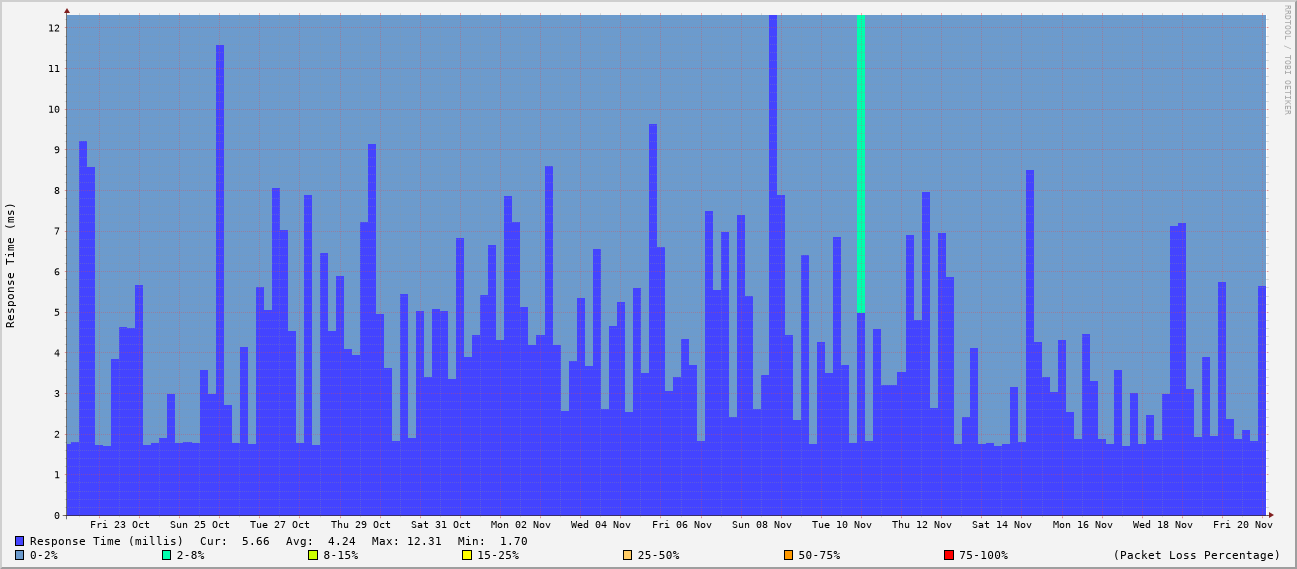 RRDTOOL / TOBI OETIKER
Response Time (ms)
12
11
10
9
8
7
6
5
4
3
2
1
0
Fri 23 Oct Sun 25 Oct Tue 27 Oct Thu 29 Oct Sat 31 Oct Mon 02 Nov Wed 04 Nov Fri 06 Nov Sun 08 Nov Tue 10 Nov Thu 12 Nov Sat 14 Nov Mon 16 Nov Wed 18 Nov Fri 20 Nov
Response Time (millis) Cur: 5.66 Avg: 4.24 Max: 12.31 Min: 1.70
0-2% 2-8% 8-15% 15-25% 25-50% 50-75% 75-100% (Packet Loss Percentage)